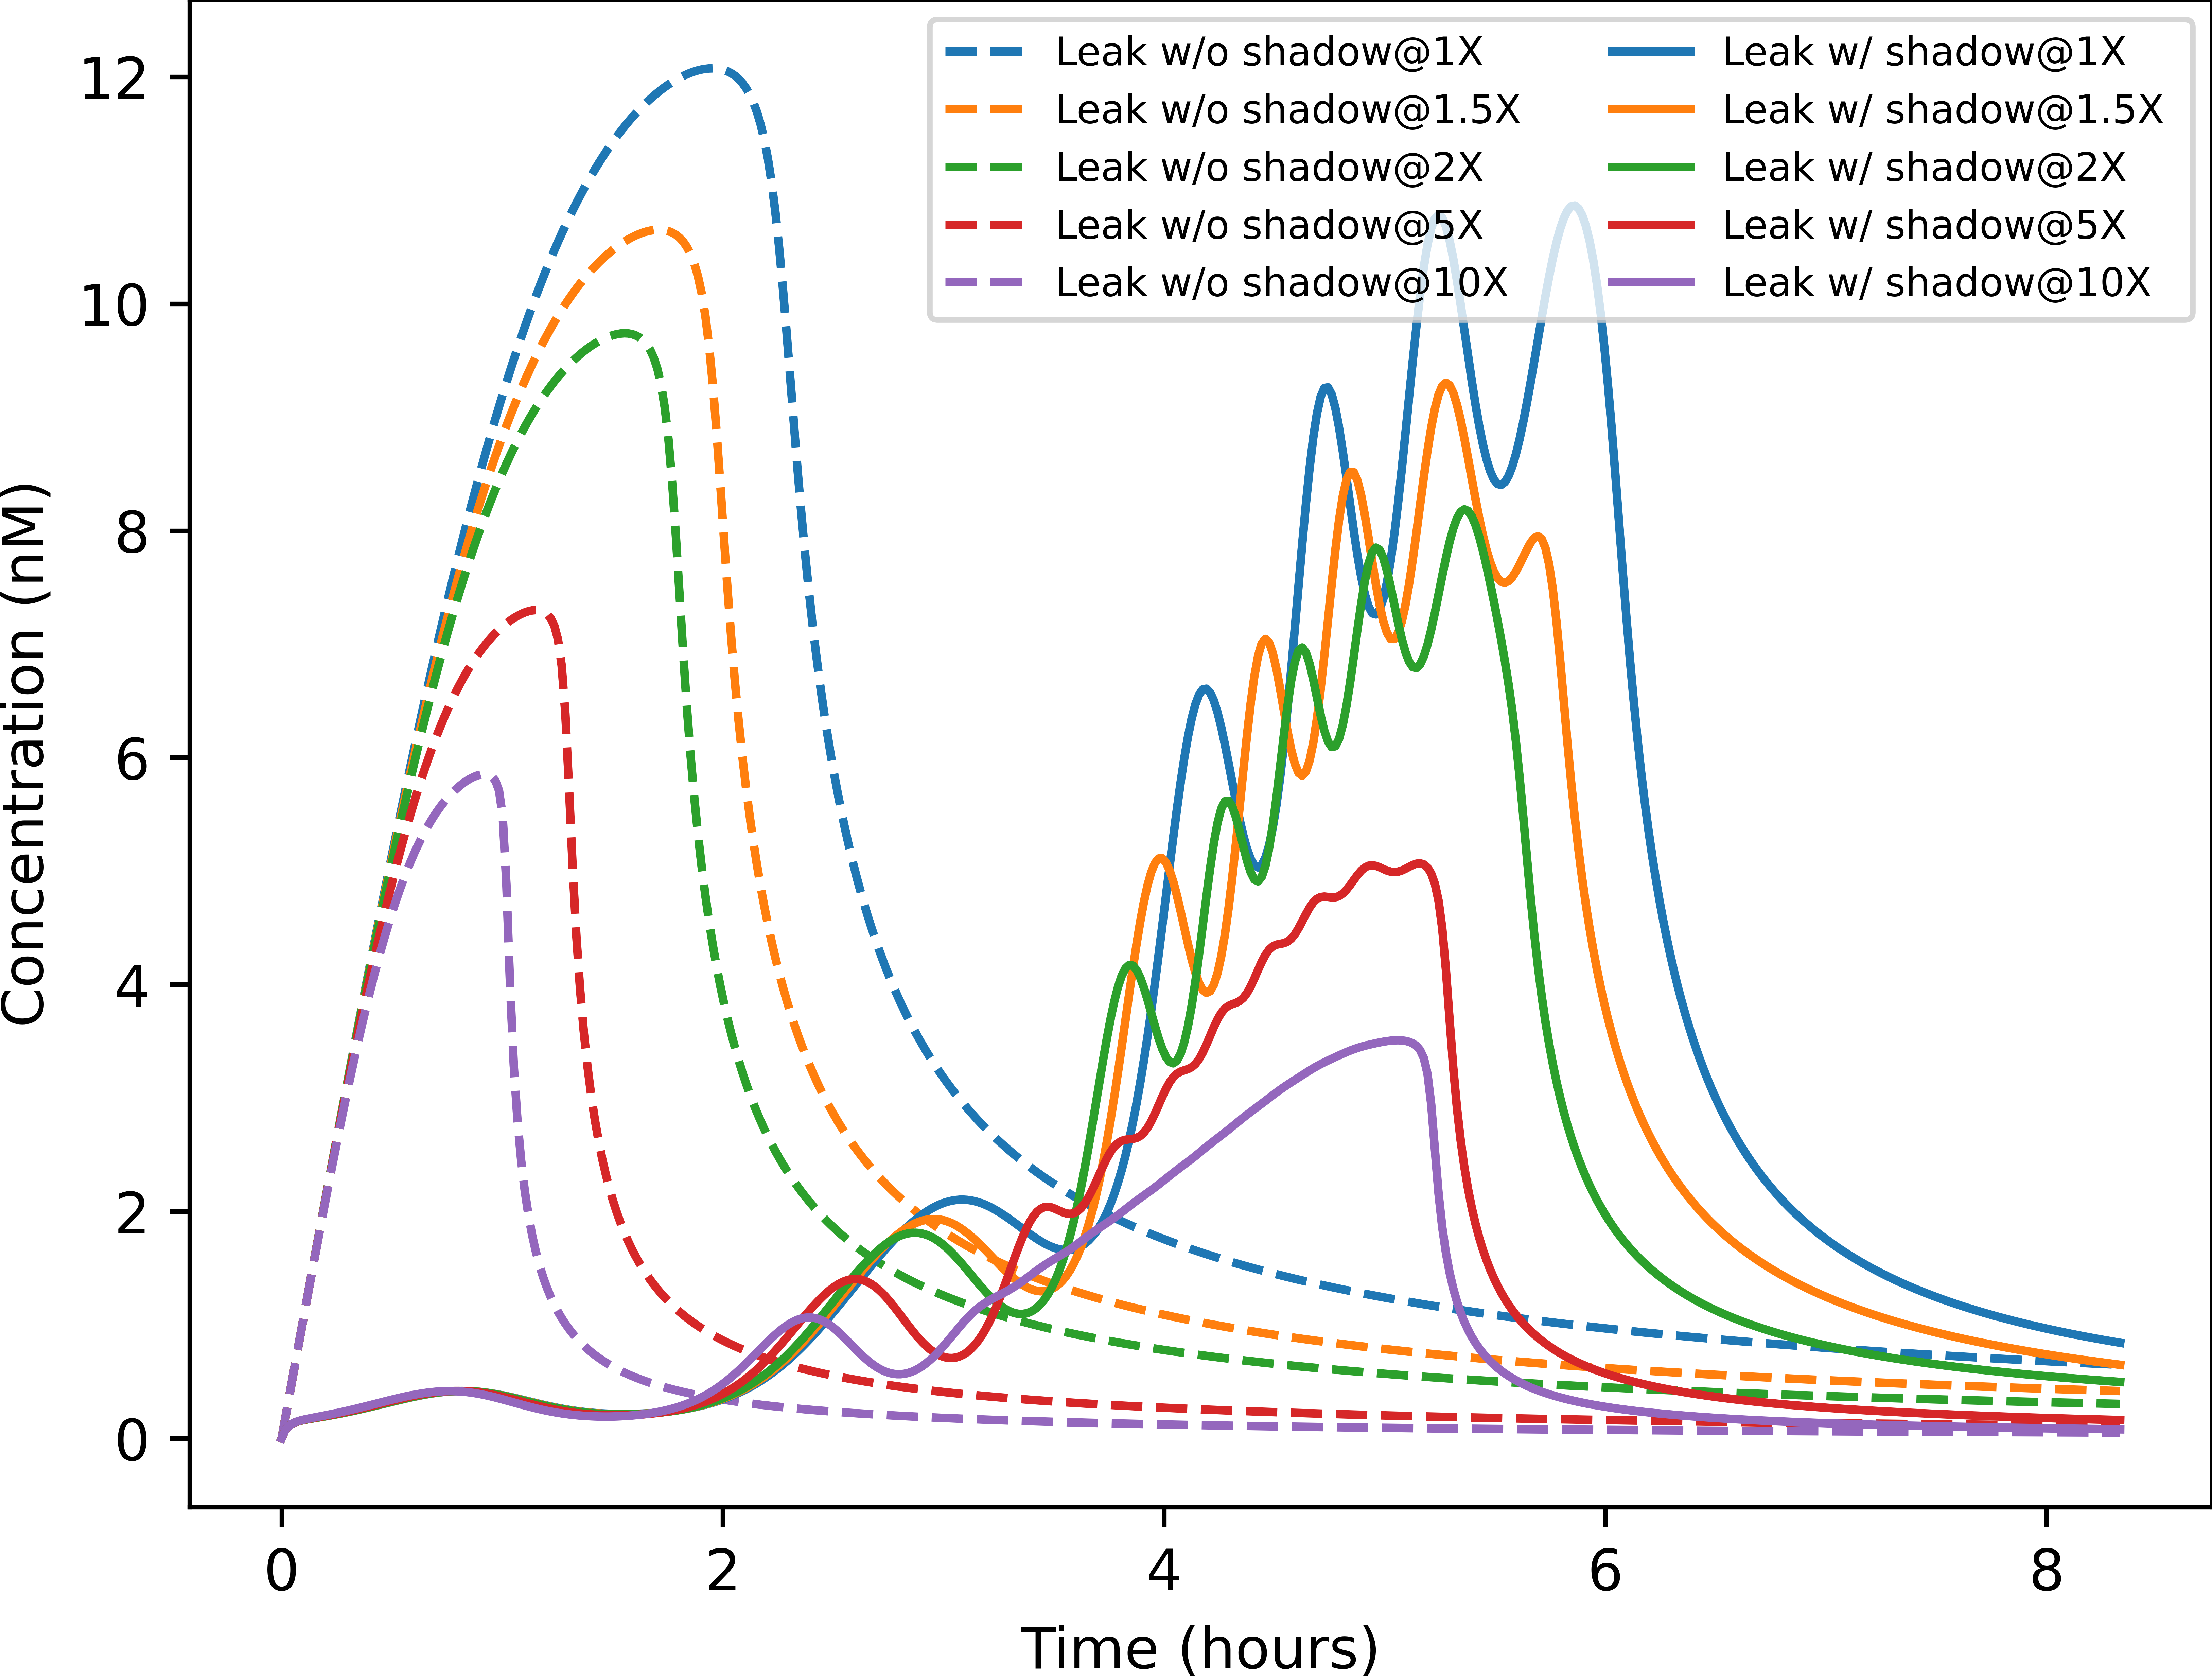 12
10
8
6
4
2
0
Concentration (nM)
Leak w/o shadow@1X
Leak w/o shadow@1.5X
Leak w/o shadow@2X
Leak w/o shadow@5X
Leak w/o shadow@10X
Leak w/ shadow@1X
Leak w/ shadow@1.5X
Leak w/ shadow@2X
Leak w/ shadow@5X
Leak w/ shadow@10X
0 2 4 6 8
Time (hours)